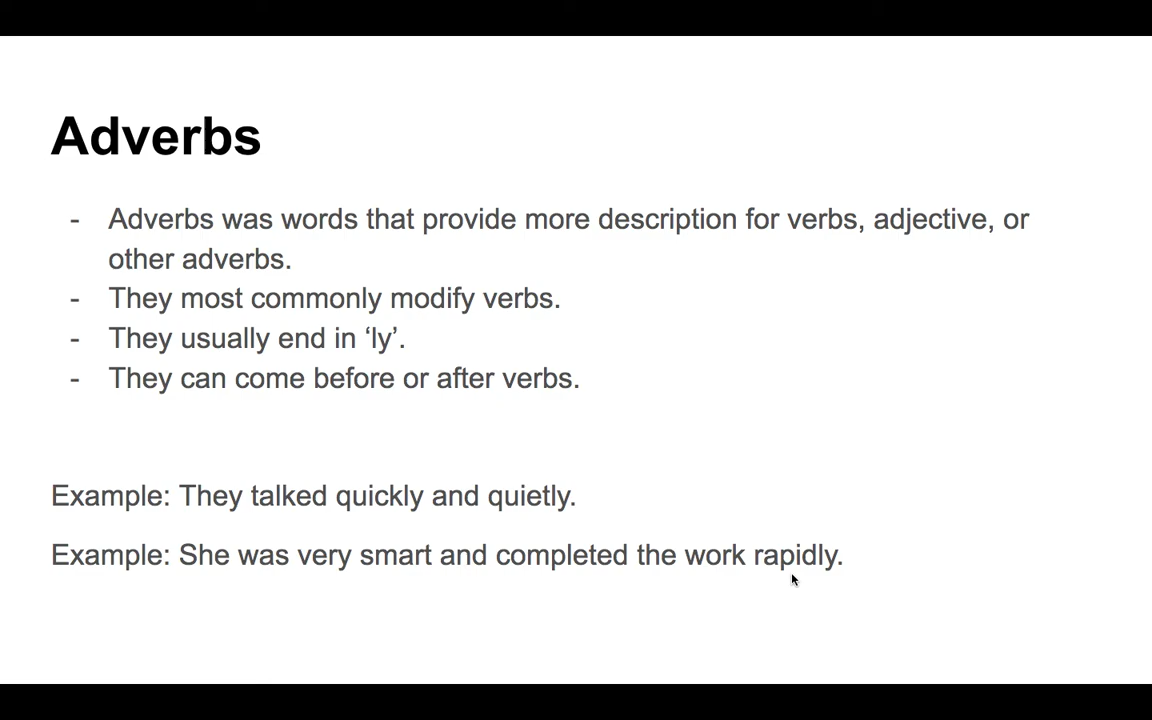 Adverbs
- Adverbs was words that provide more description for verbs, adjective, or
other adverbs.
- They most commonly modify verbs.
- They usually end in ‘ly’.
- They can come before or after verbs.
Example: They talked quickly and quietly.
Example: She was very smart and completed the work rapidly.